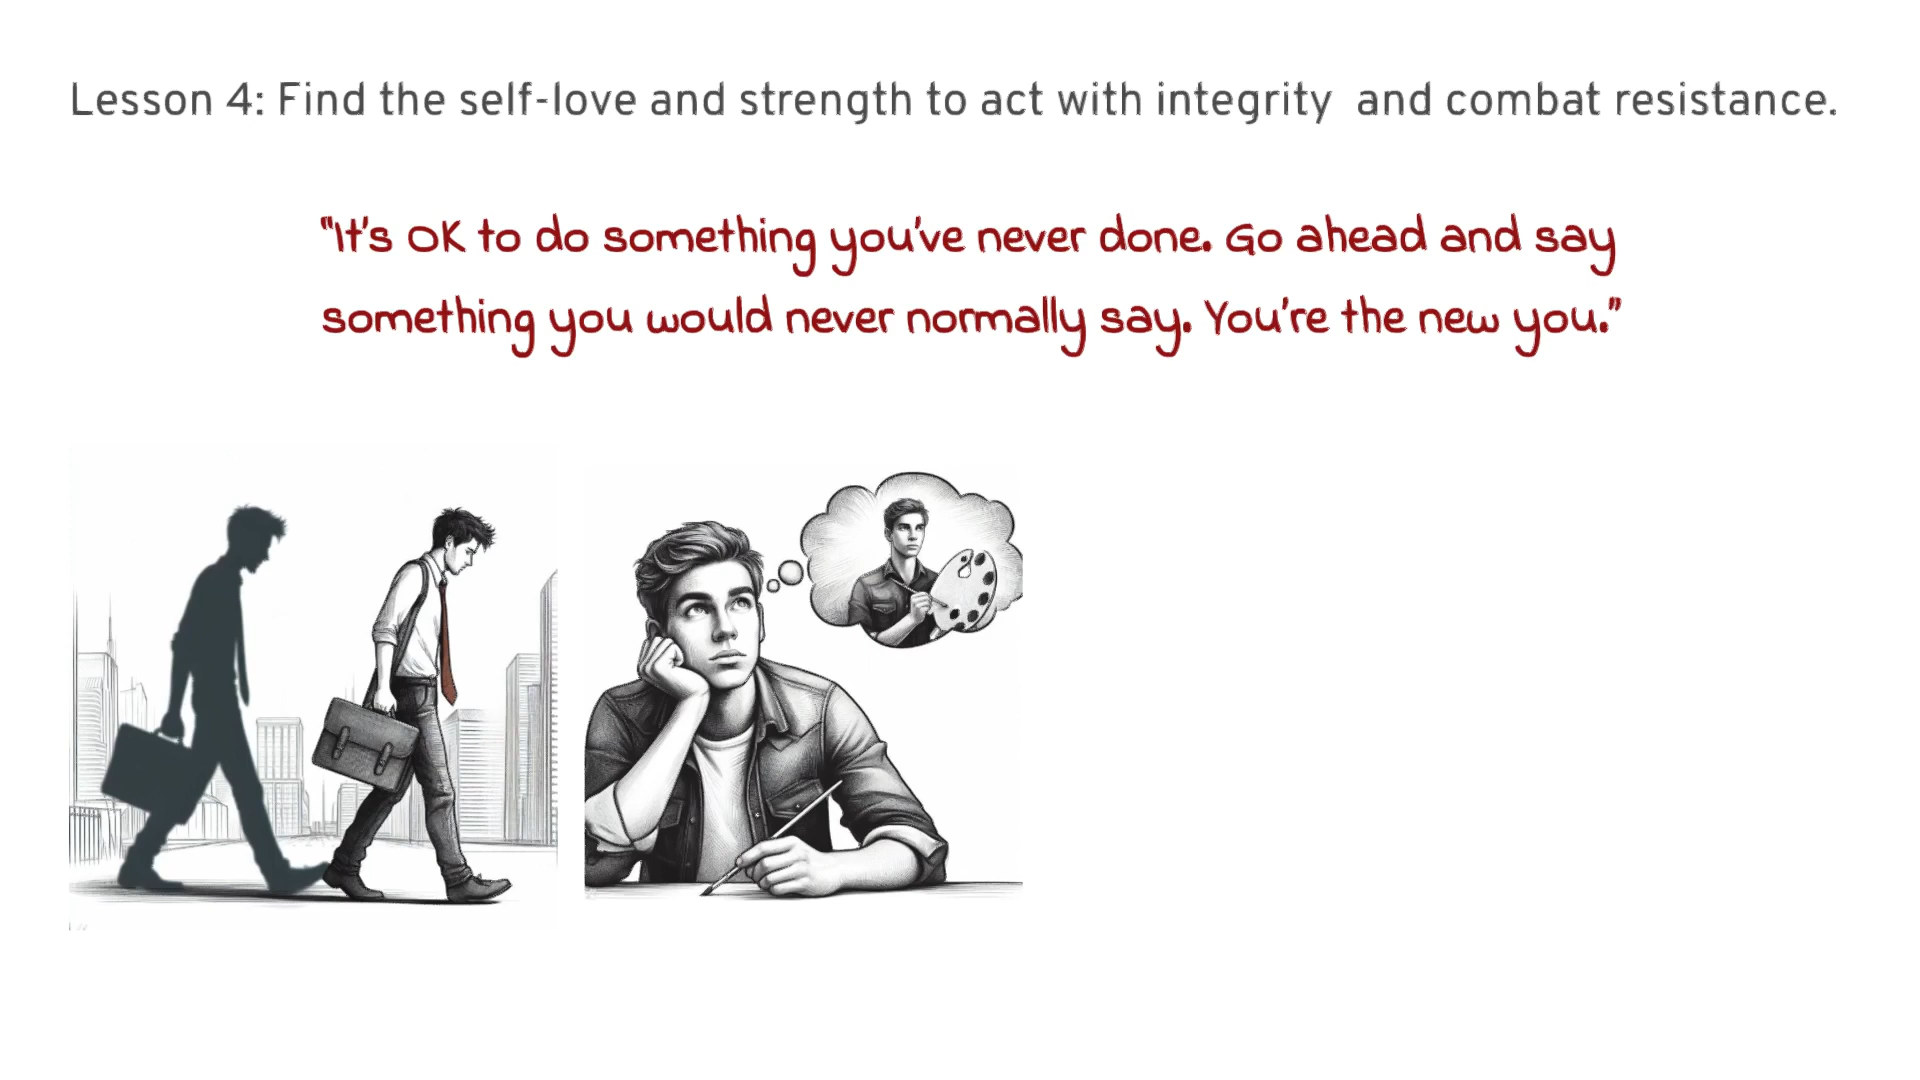 Lesson 4: Find the self-love and strength to act with integrity  and combat resistance.
"It's OK to do something you've never done. Go ahead and say
something you would never normally say. You're the new you."